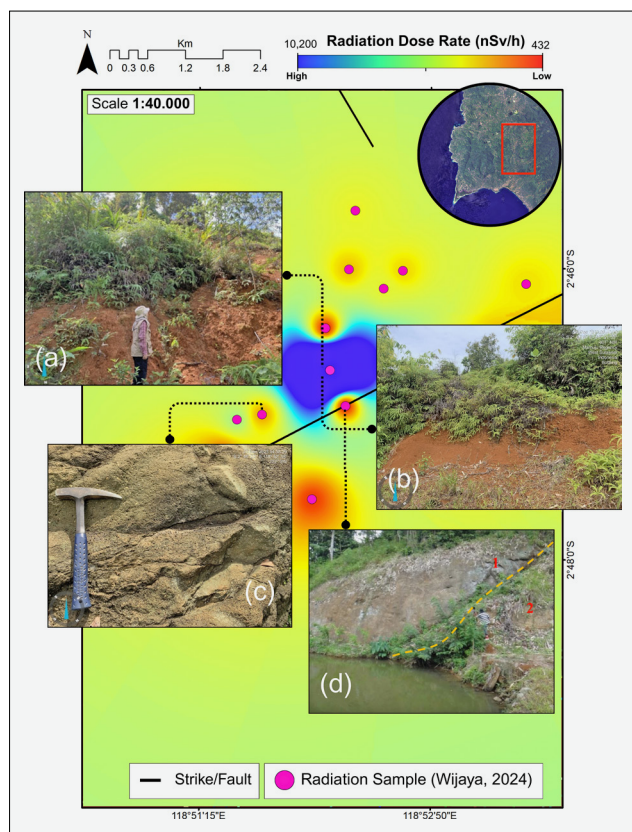 N
Km
0 0.3 0.6 1.2 1.8 2.4
10,200 Radiation Dose Rate (nSv/h) 432
High Low
Scale 1:40.000
2°46'0"S
(a)
(b)
(c)
2°48'0"S
1
2
(d)
Strike/Fault
Radiation Sample (Wijaya, 2024)
118°51'15"E 118°52'50"E